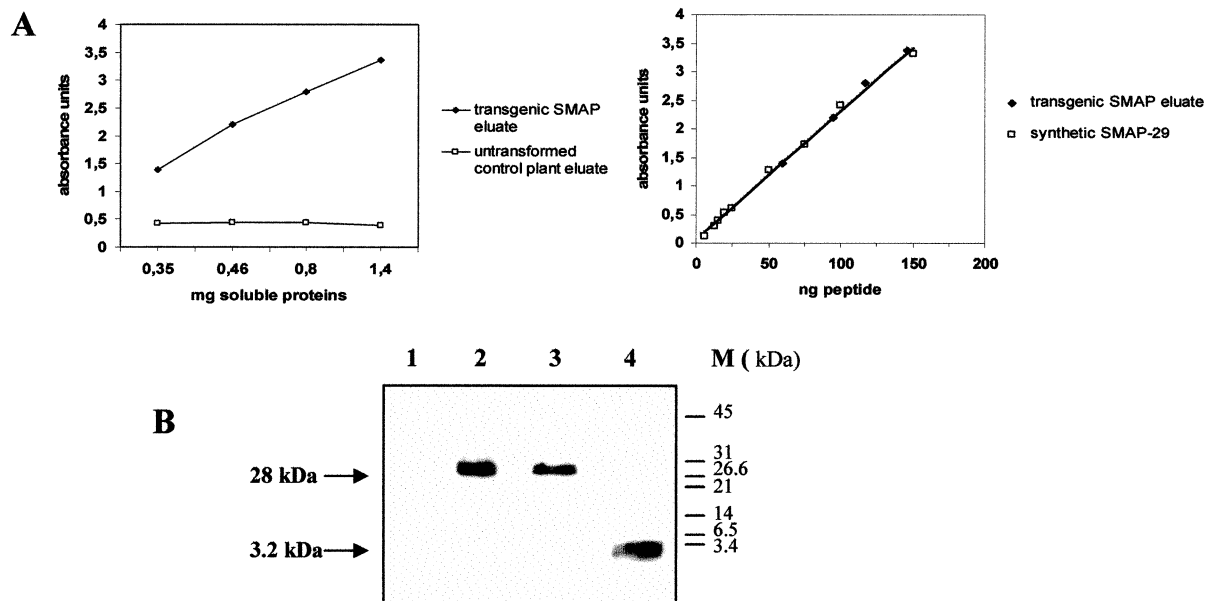 A
absorbance units
4
3,5
3
2,5
2
1,5
1
0,5
0
0,35 0,46 0,8 1,4
mg soluble proteins
transgenic SMAP
eluate
untransformed
control plant eluate
absorbance units
4
3,5
3
2,5
2
1,5
1
0,5
0
0 50 100 150 200
ng peptide
transgenic SMAP eluate
synthetic SMAP-29
B
1 2 3 4 M ( kDa)
28 kDa
3.2 kDa
45
31
26.6
21
14
6.5
3.4